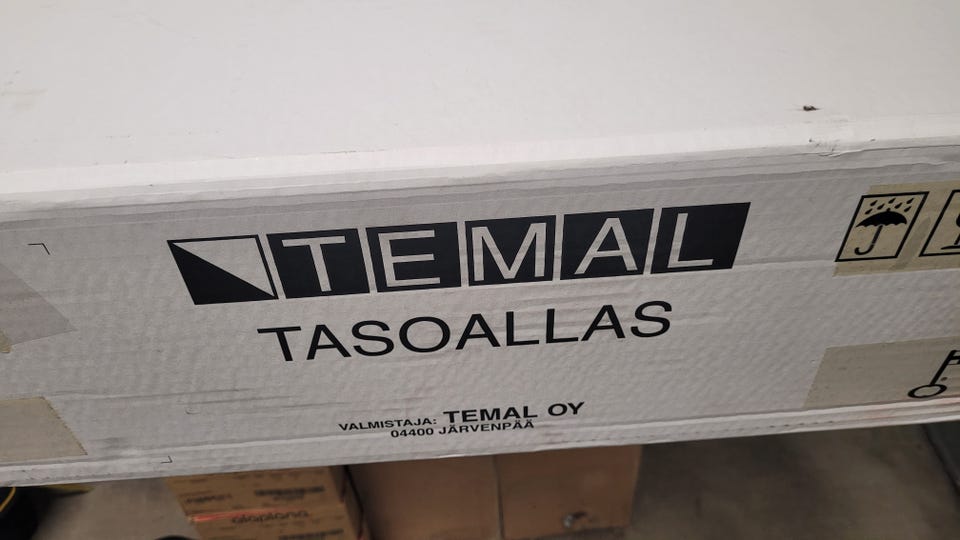 TEMAL
TASOALLAS
VALMISTAJA: TEMAL OY
04400 JÄRVENPÄÄ